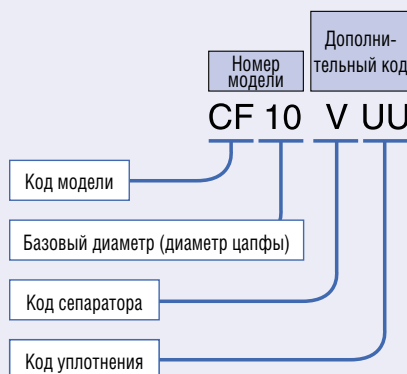 Дополни-
тельный код
Номер
модели
CF 10 V UU
Код модели
Базовый диаметр (диаметр цапфы)
Код сепаратора
Код уплотнения